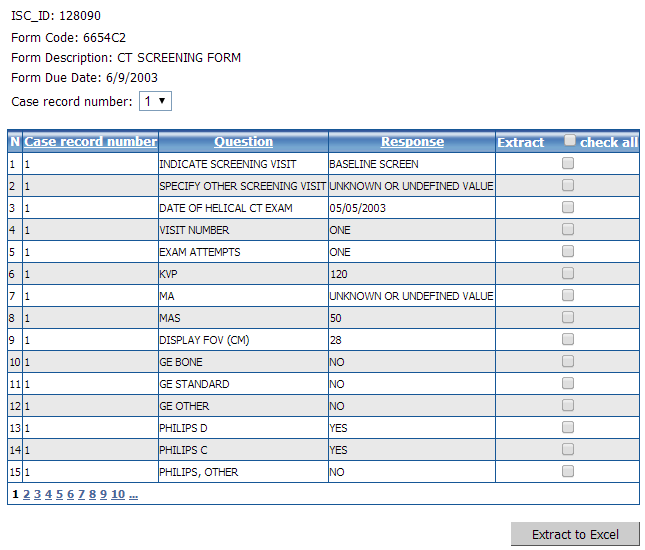 ISC_ID: 128090
Form Code: 6654C2
Form Description: CT SCREENING FORM
Form Due Date: 6/9/2003
Case record number: 1
N Case record number Question Response Extract check all
1 1 INDICATE SCREENING VISIT BASELINE SCREEN
2 1 SPECIFY OTHER SCREENING VISIT UNKNOWN OR UNDEFINED VALUE
3 1 DATE OF HELICAL CT EXAM 05/05/2003
4 1 VISIT NUMBER ONE
5 1 EXAM ATTEMPTS ONE
6 1 KVP 120
7 1 MA UNKNOWN OR UNDEFINED VALUE
8 1 MAS 50
9 1 DISPLAY FOV (CM) 28
10 1 GE BONE NO
11 1 GE STANDARD NO
12 1 GE OTHER NO
13 1 PHILIPS D YES
14 1 PHILIPS C YES
15 1 PHILIPS, OTHER NO
1 2 3 4 5 6 7 8 9 10 ...
Extract to Excel